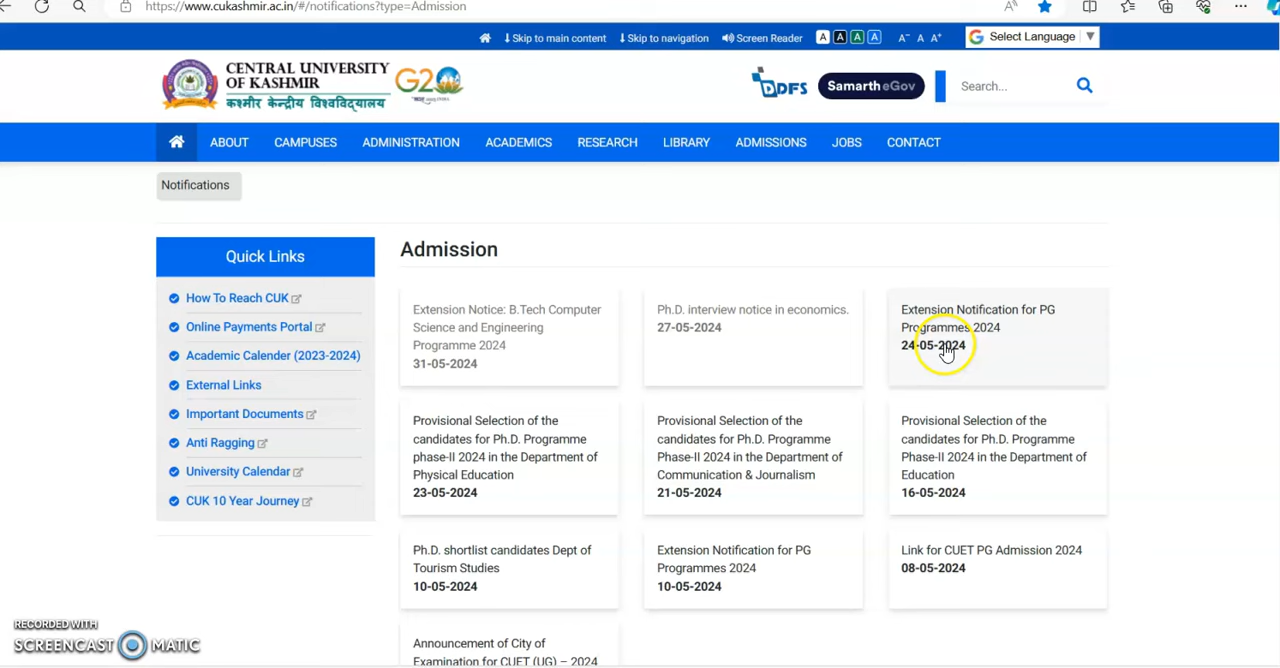 https://www.cukashmir.ac.in/#/notifications?type=Admission
Skip to main content Skip to navigation Screen Reader A A A A A- A A+ G Select Language ▼
CENTRAL UNIVERSITY
OF KASHMIR
कश्मीर केन्द्रीय विश्वविद्यालय
G20
DFS
Samarth eGov
Search...
ABOUT CAMPUSES ADMINISTRATION ACADEMICS RESEARCH LIBRARY ADMISSIONS JOBS CONTACT
Notifications
Quick Links
How To Reach CUK
Online Payments Portal
Academic Calender (2023-2024)
External Links
Important Documents
Anti Ragging
University Calendar
CUK 10 Year Journey
Admission
Extension Notice: B.Tech Computer
Science and Engineering
Programme 2024
31-05-2024
Ph.D. interview notice in economics.
27-05-2024
Extension Notification for PG
Programmes 2024
24-05-2024
Provisional Selection of the
candidates for Ph.D. Programme
phase-II 2024 in the Department of
Physical Education
23-05-2024
Provisional Selection of the
candidates for Ph.D. Programme
Phase-II 2024 in the Department of
Communication & Journalism
21-05-2024
Provisional Selection of the
candidates for Ph.D. Programme
Phase-II 2024 in the Department of
Education
16-05-2024
Ph.D. shortlist candidates Dept of
Tourism Studies
10-05-2024
Extension Notification for PG
Programmes 2024
10-05-2024
Link for CUET PG Admission 2024
08-05-2024
Announcement of City of
Examination for CUET (UG) – 2024
RECORDED WITH
SCREENCAST MATIC